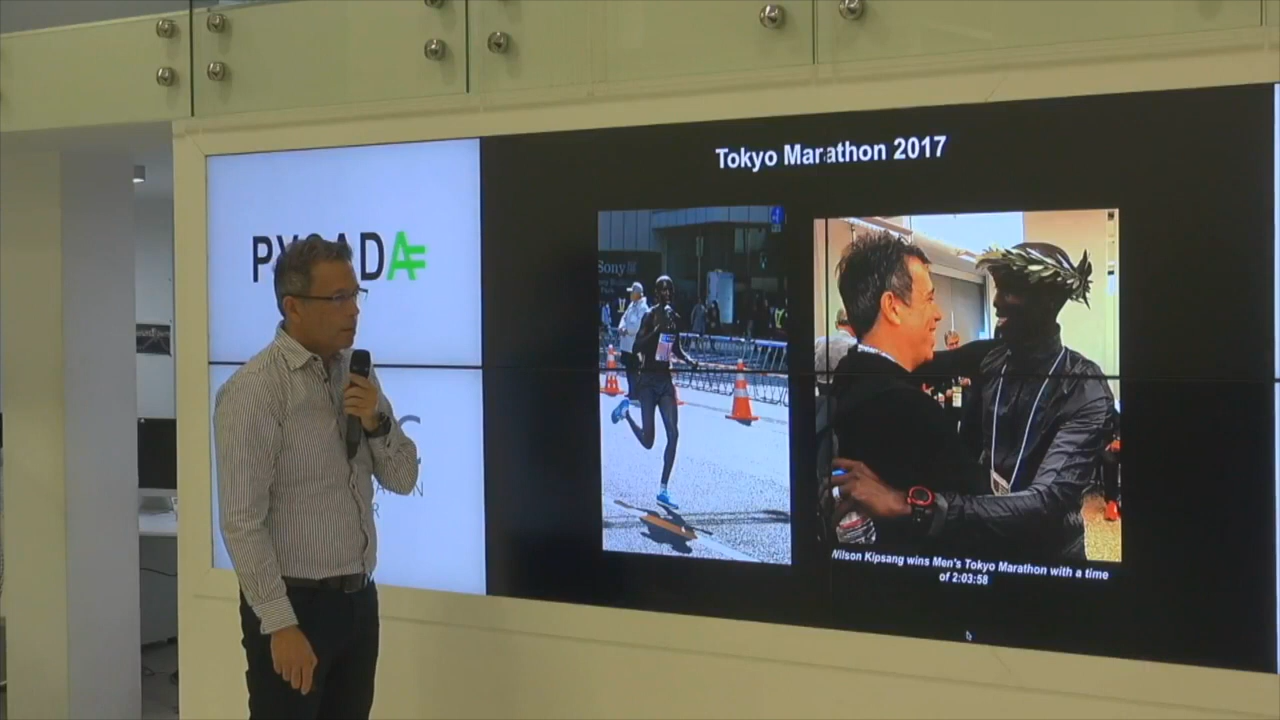 Tokyo Marathon 2017
Sony
Wilson Kipsang wins Men's Tokyo Marathon with a time
of 2:03:58